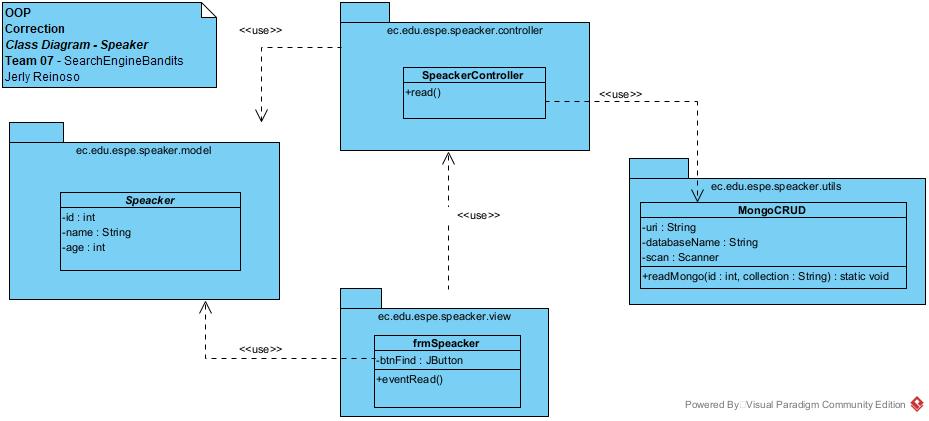 OOP
Correction
Class Diagram - Speaker
Team 07 - SearchEngineBandits
Jerly Reinoso
<<use>>
ec.edu.espe.speacker.controller
SpeackerController
+read()
<<use>>
ec.edu.espe.speaker.model
Speacker
-id : int
-name : String
-age : int
<<use>>
ec.edu.espe.speacker.utils
MongoCRUD
-uri : String
-databaseName : String
-scan : Scanner
+readMongo(id : int, collection : String) : static void
<<use>>
ec.edu.espe.speacker.view
frmSpeacker
-btnFind : JButton
+eventRead()
Powered By Visual Paradigm Community Edition